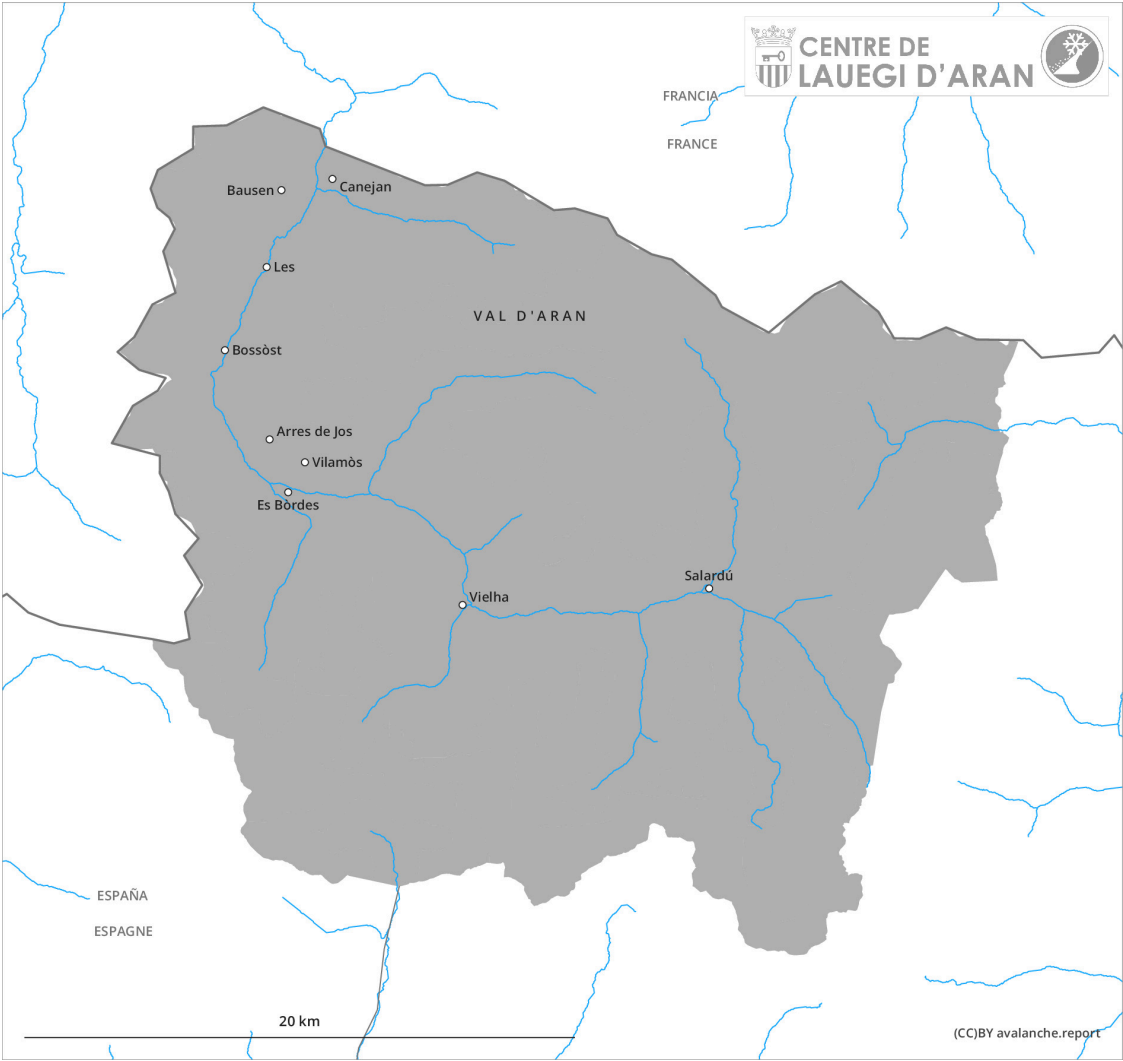 CENTRE DE
LAUEGI D'ARAN
FRANCIA
FRANCE
Bausen
Canejan
Les
VAL D'ARAN
Bossòst
Arres de Jos
Vilamòs
Es Bòrdes
Salardú
Vielha
ESPAÑA
ESPAGNE
20 km
(CC)BY avalanche.report